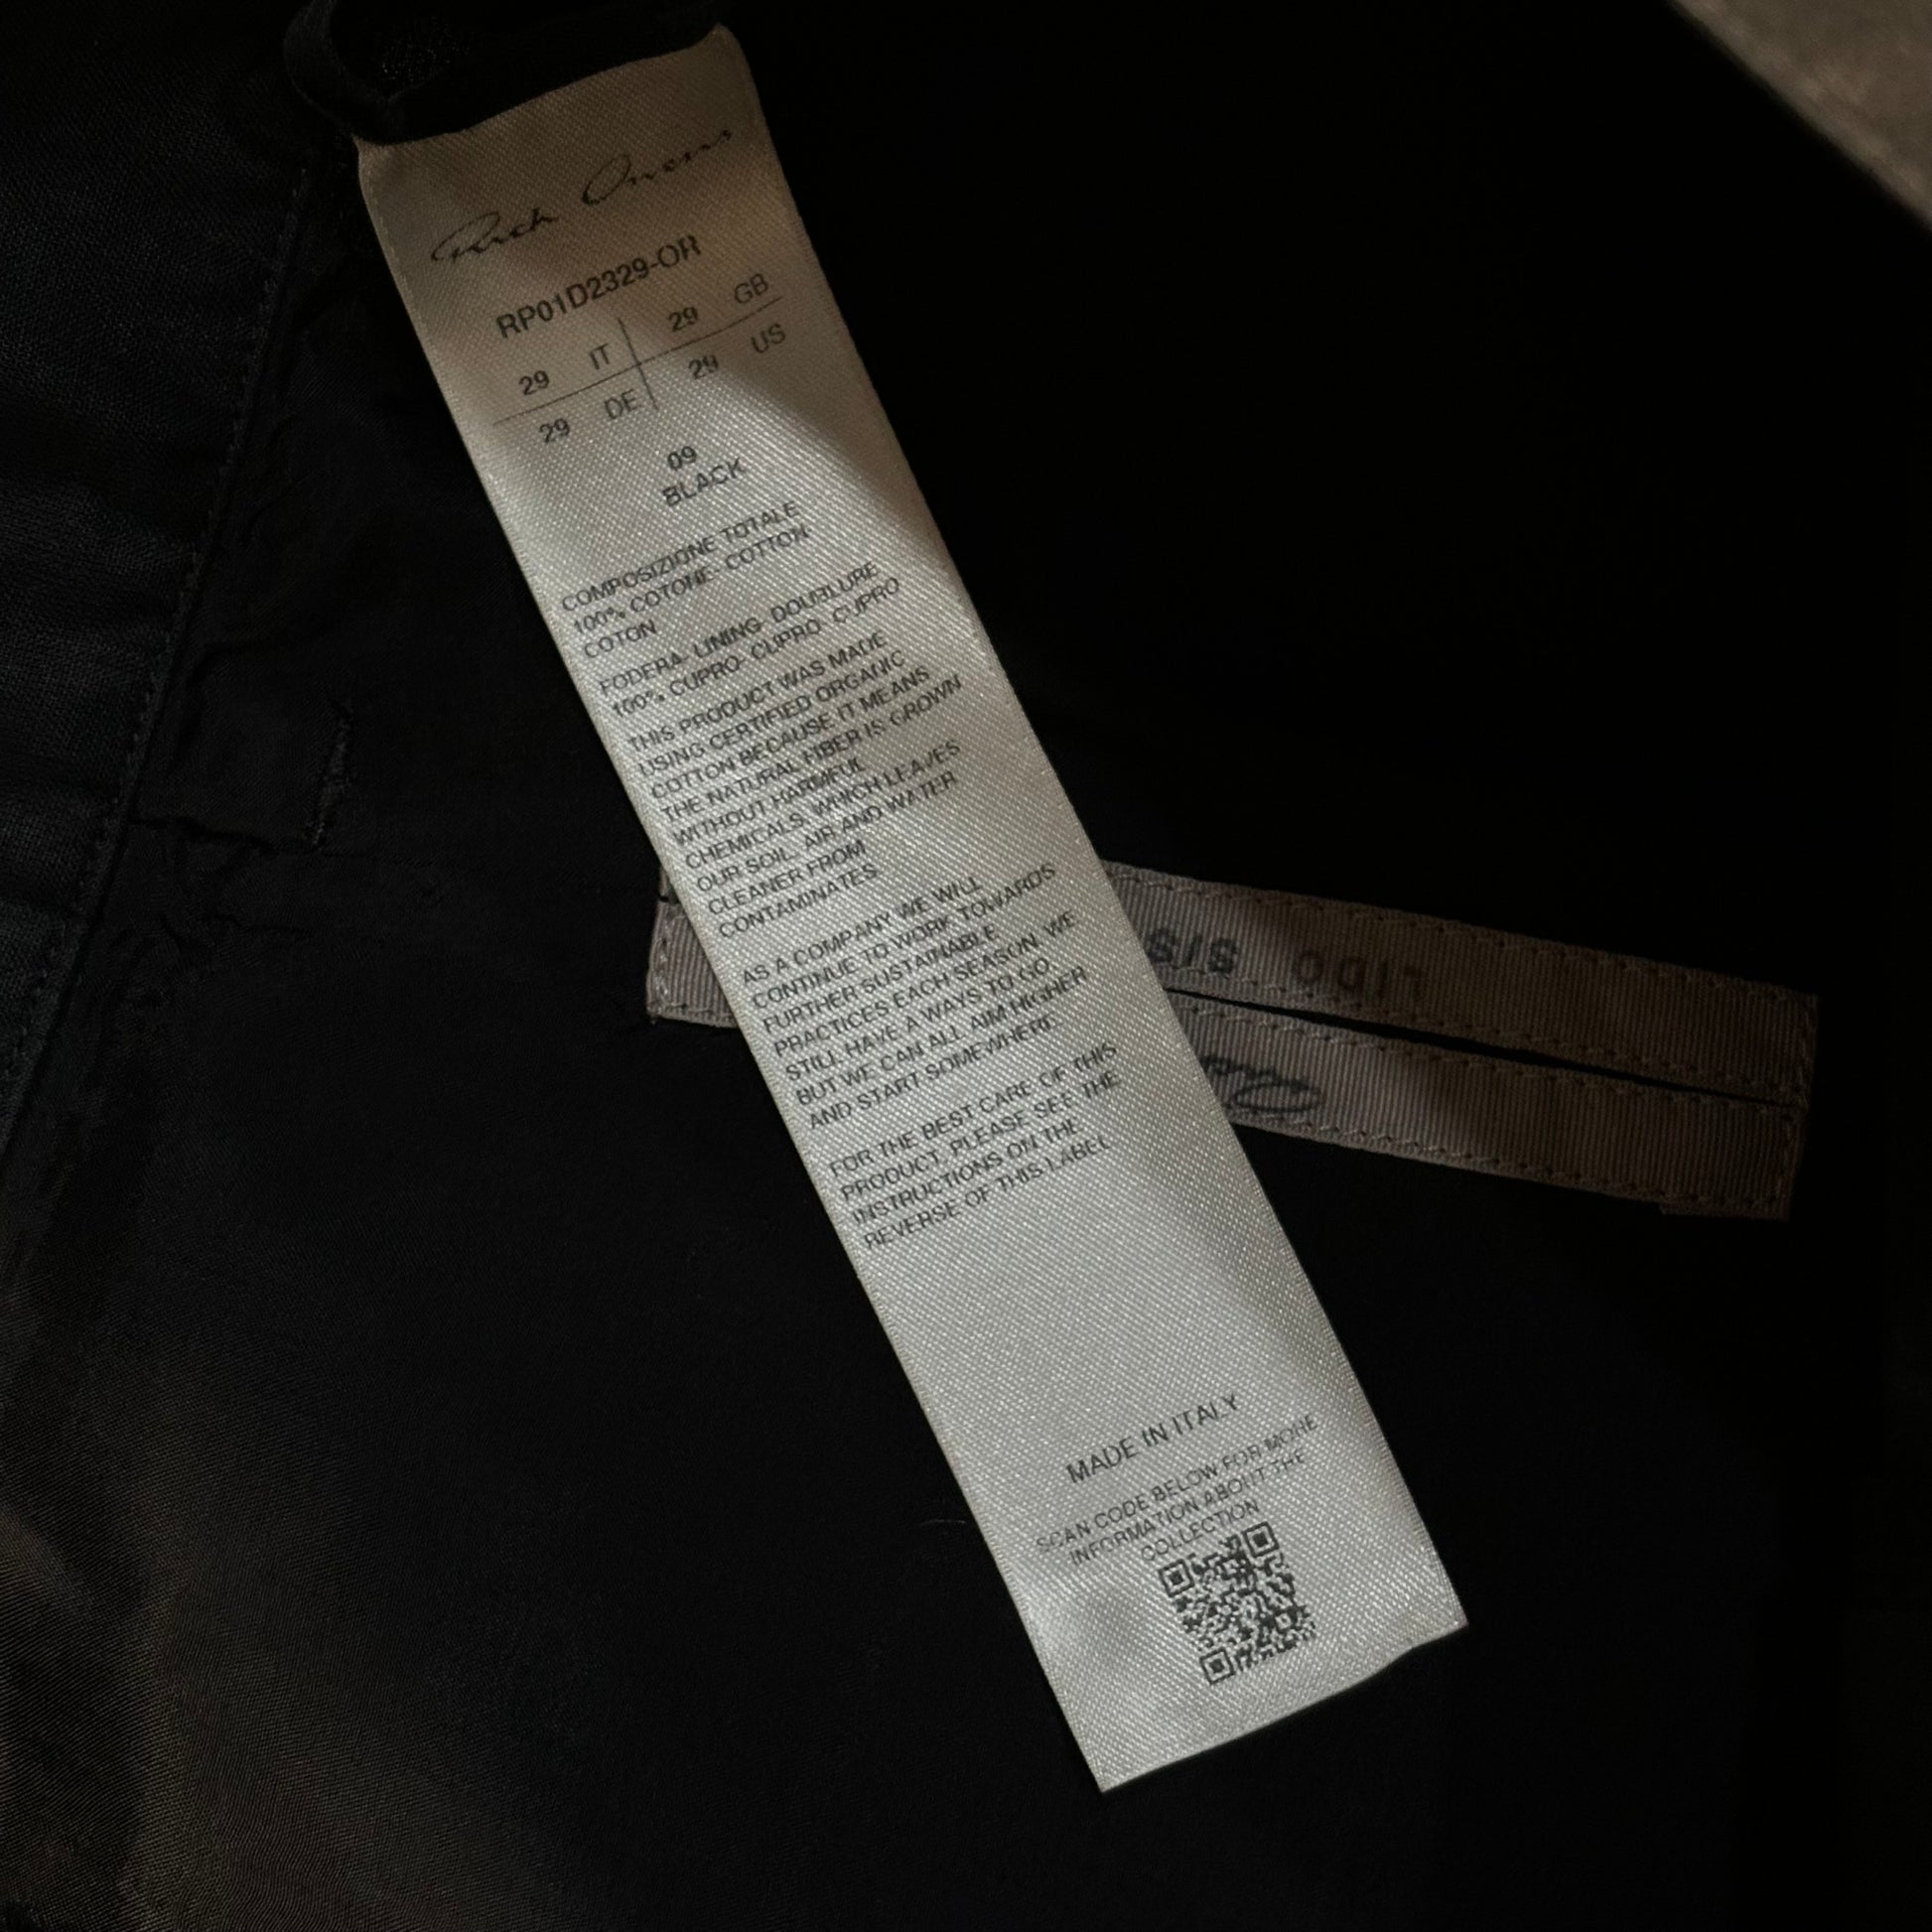 Rick Owens
RP01D2329-OR
29 IT 29 GB
29 DE 29 US
09
BLACK
COMPOSIZIONE TOTALE
100% COTONE- COTTON-
COTON
FODERA- LINING- DOUBLURE
100% CUPRO- CUPRO- CUPRO
THIS PRODUCT WAS MADE
USING CERTIFIED ORGANIC
COTTON BECAUSE IT MEANS
THE NATURAL FIBER IS GROWN
WITHOUT HARMFUL
CHEMICALS, WHICH LEAVES
OUR SOIL, AIR AND WATER
CLEANER FROM
CONTAMINATES.
AS A COMPANY WE WILL
CONTINUE TO WORK TOWARDS
FURTHER SUSTAINABLE
PRACTICES EACH SEASON. WE
STILL HAVE A WAYS TO GO,
BUT WE CAN ALL AIM HIGHER
AND START SOMEWHERE.
FOR THE BEST CARE OF THIS
PRODUCT, PLEASE SEE THE
INSTRUCTIONS ON THE
REVERSE OF THIS LABEL
MADE IN ITALY
SCAN CODE BELOW FOR MORE
INFORMATION ABOUT THE
COLLECTION
LIDO